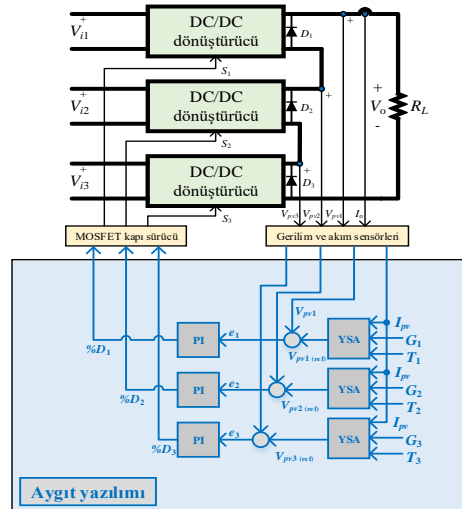 +
V_i1
-
DC/DC
dönüştürücü
D_1
+
S_1
+
V_i2
-
DC/DC
dönüştürücü
D_2
S_2
+
V_o
-
R_L
+
V_i3
-
DC/DC
dönüştürücü
+
D_3
S_3
V_pv3
V_pv2
V_pv1
I_o
MOSFET kapı sürücü
Gerilim ve akım sensörleri
V_pv1
I_pv
%D_1
PI
e_1
V_pv1 (ref)
YSA
G_1
T_1
I_pv
%D_2
PI
e_2
V_pv2 (ref)
YSA
G_2
T_2
I_pv
%D_3
PI
e_3
V_pv3 (ref)
YSA
G_3
T_3
Aygıt yazılımı